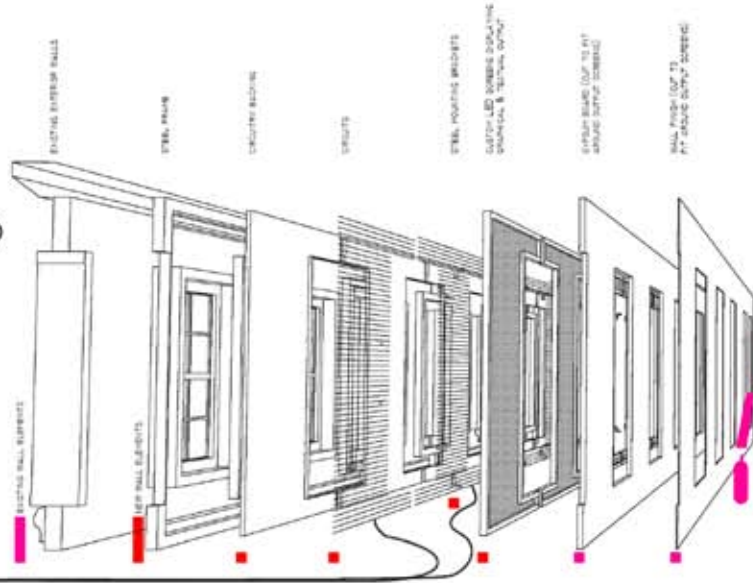 EXISTING WALL ELEMENTS
NEW WALL ELEMENTS
EXISTING EXTERIOR WALLS
STEEL FRAME
CIRCUITRY BACKING
CIRCUITS
STEEL MOUNTING BRACKETS
CUSTOM LED SCREENS DISPLAYING
GRAPHICAL & TEXTUAL OUTPUT
GYPSUM BOARD (CUT TO FIT
AROUND OUTPUT SCREENS)
WALL FINISH (CUT TO
FIT AROUND OUTPUT SCREENS)